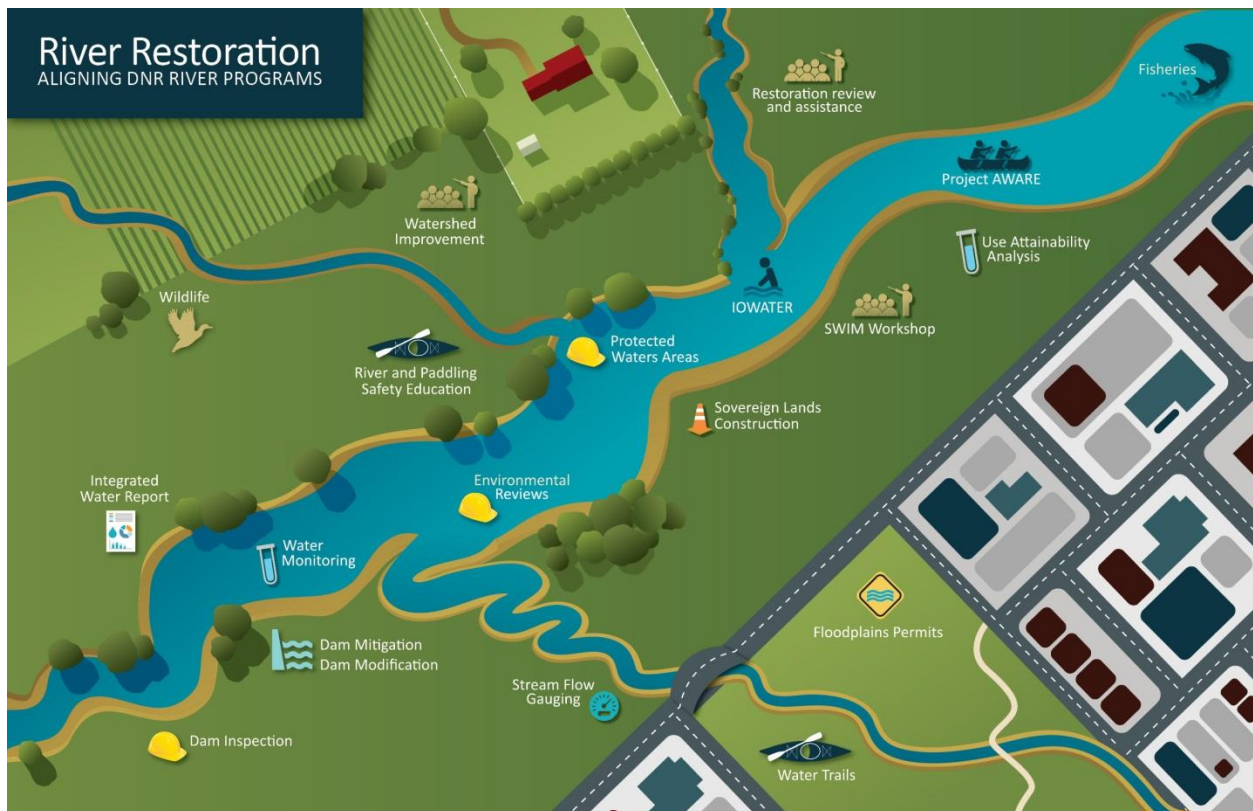 River Restoration
ALIGNING DNR RIVER PROGRAMS
Fisheries
Restoration review
and assistance
Project AWARE
Watershed
Improvement
Use Attainability
Analysis
Wildlife
IOWATER
SWIM Workshop
River and Paddling
Safety Education
Protected
Waters Areas
Sovereign Lands
Construction
Integrated
Water Report
Environmental
Reviews
Water
Monitoring
Floodplains Permits
Dam Mitigation
Dam Modification
Stream Flow
Gauging
Dam Inspection
Water Trails